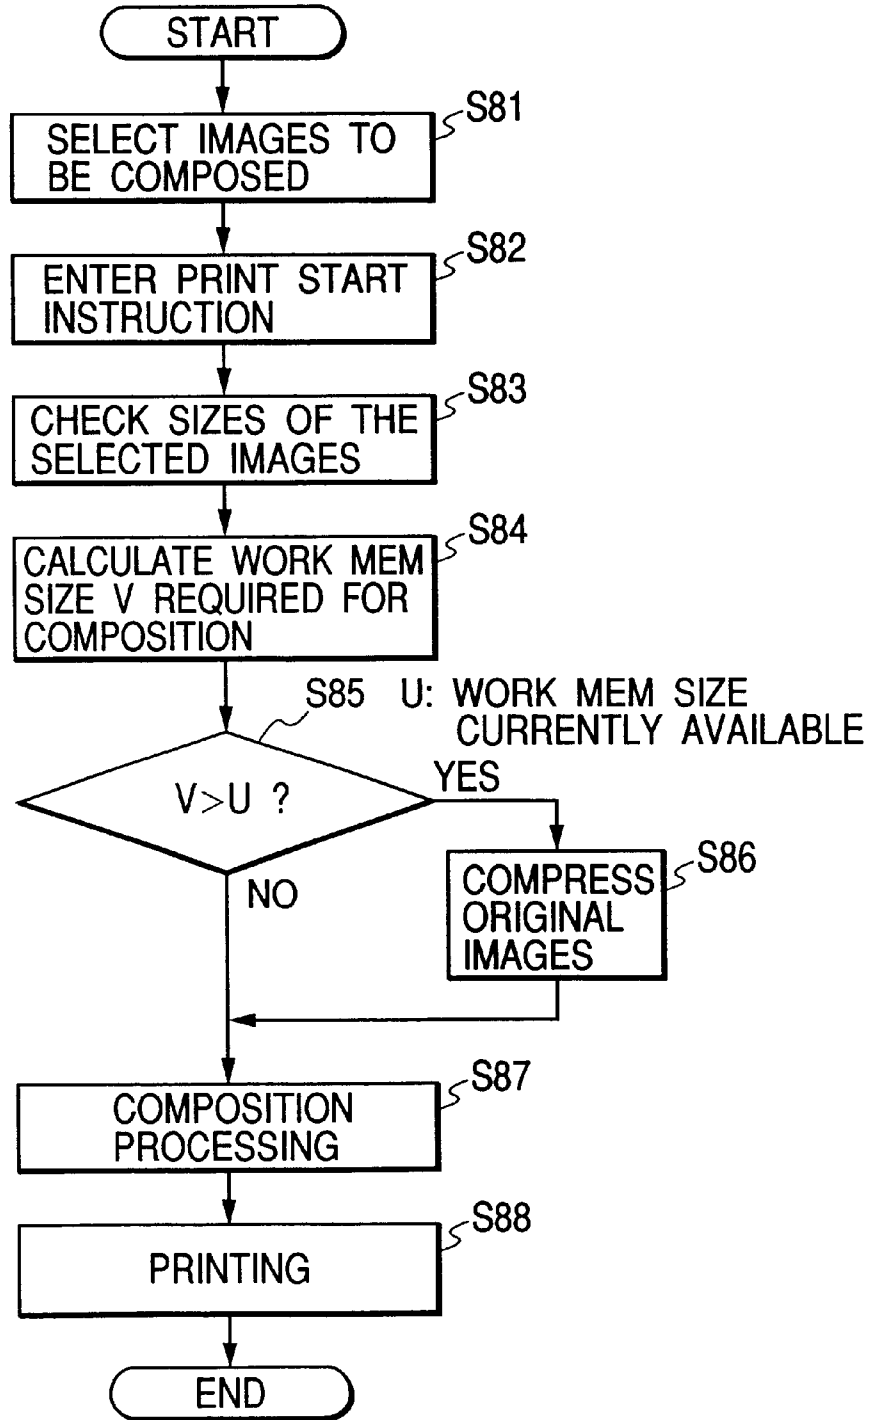 START
S81
SELECT IMAGES TO
BE COMPOSED
S82
ENTER PRINT START
INSTRUCTION
S83
CHECK SIZES OF THE
SELECTED IMAGES
S84
CALCULATE WORK MEM
SIZE V REQUIRED FOR
COMPOSITION
S85
U: WORK MEM SIZE
CURRENTLY AVAILABLE
V>U ?
YES
NO
S86
COMPRESS
ORIGINAL
IMAGES
S87
COMPOSITION
PROCESSING
S88
PRINTING
END